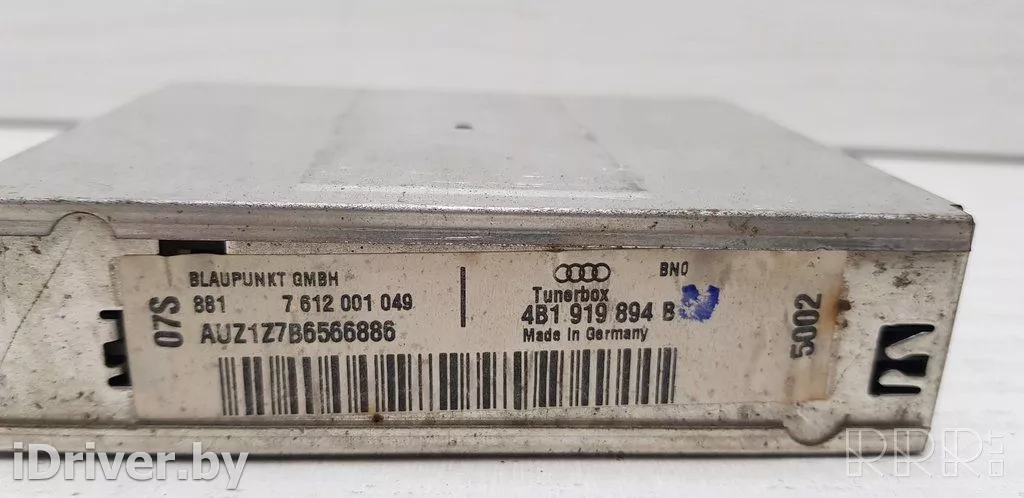 BLAUPUNKT GMBH
881 7 612 001 049
AUZ1Z7B6566886
07S
BNO
Tunerbox
4B1 919 894 B
Made in Germany
5002
iDriver.by
RRR